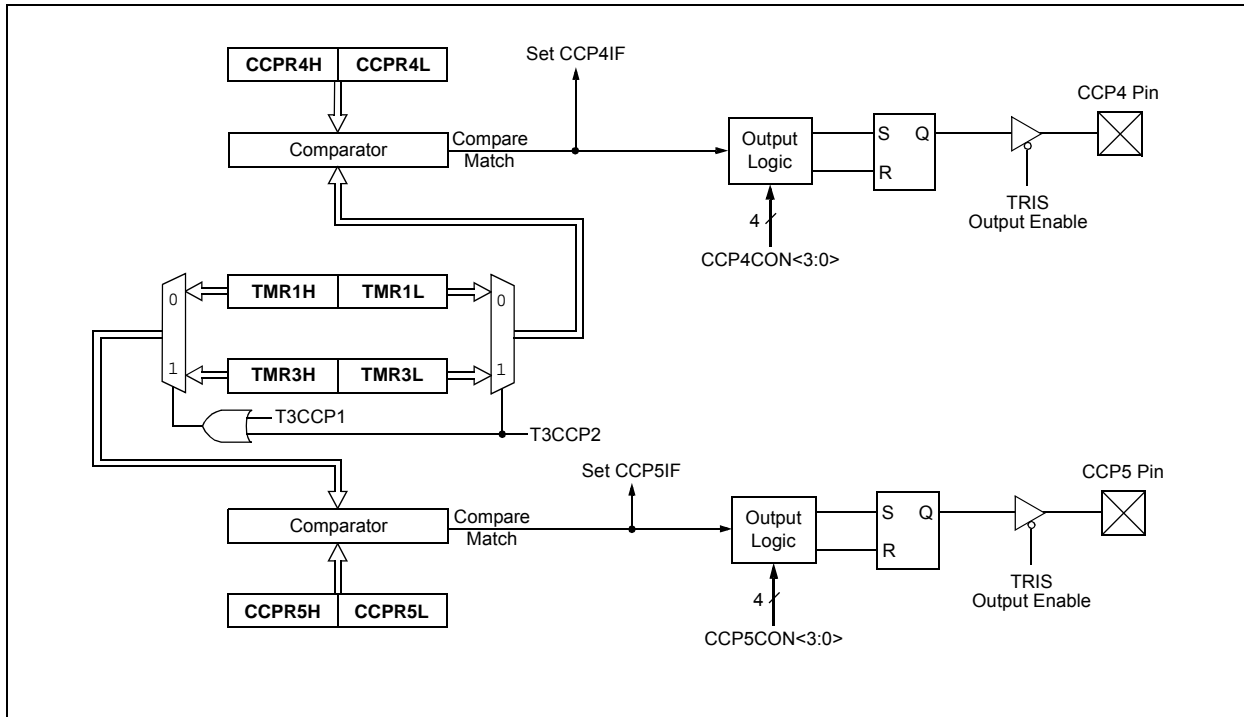 CCPR4H CCPR4L
Set CCP4IF
CCP4 Pin
Comparator
Compare
Match
Output
Logic
S Q
R
TRIS
Output Enable
4
CCP4CON<3:0>
0 TMR1H TMR1L 0
1 TMR3H TMR3L 1
T3CCP1
T3CCP2
Set CCP5IF
CCP5 Pin
Comparator
Compare
Match
Output
Logic
S Q
R
TRIS
Output Enable
CCPR5H CCPR5L
4
CCP5CON<3:0>